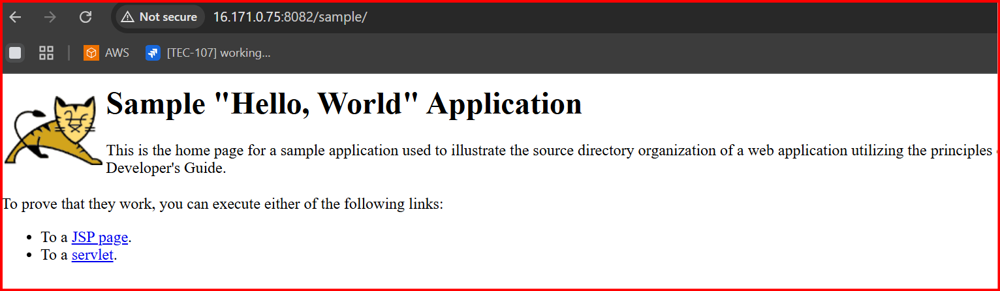 Not secure 16.171.0.75:8082/sample/
AWS [TEC-107] working...
Sample "Hello, World" Application
This is the home page for a sample application used to illustrate the source directory organization of a web application utilizing the principles
Developer's Guide.
To prove that they work, you can execute either of the following links:
• To a JSP page.
• To a servlet.